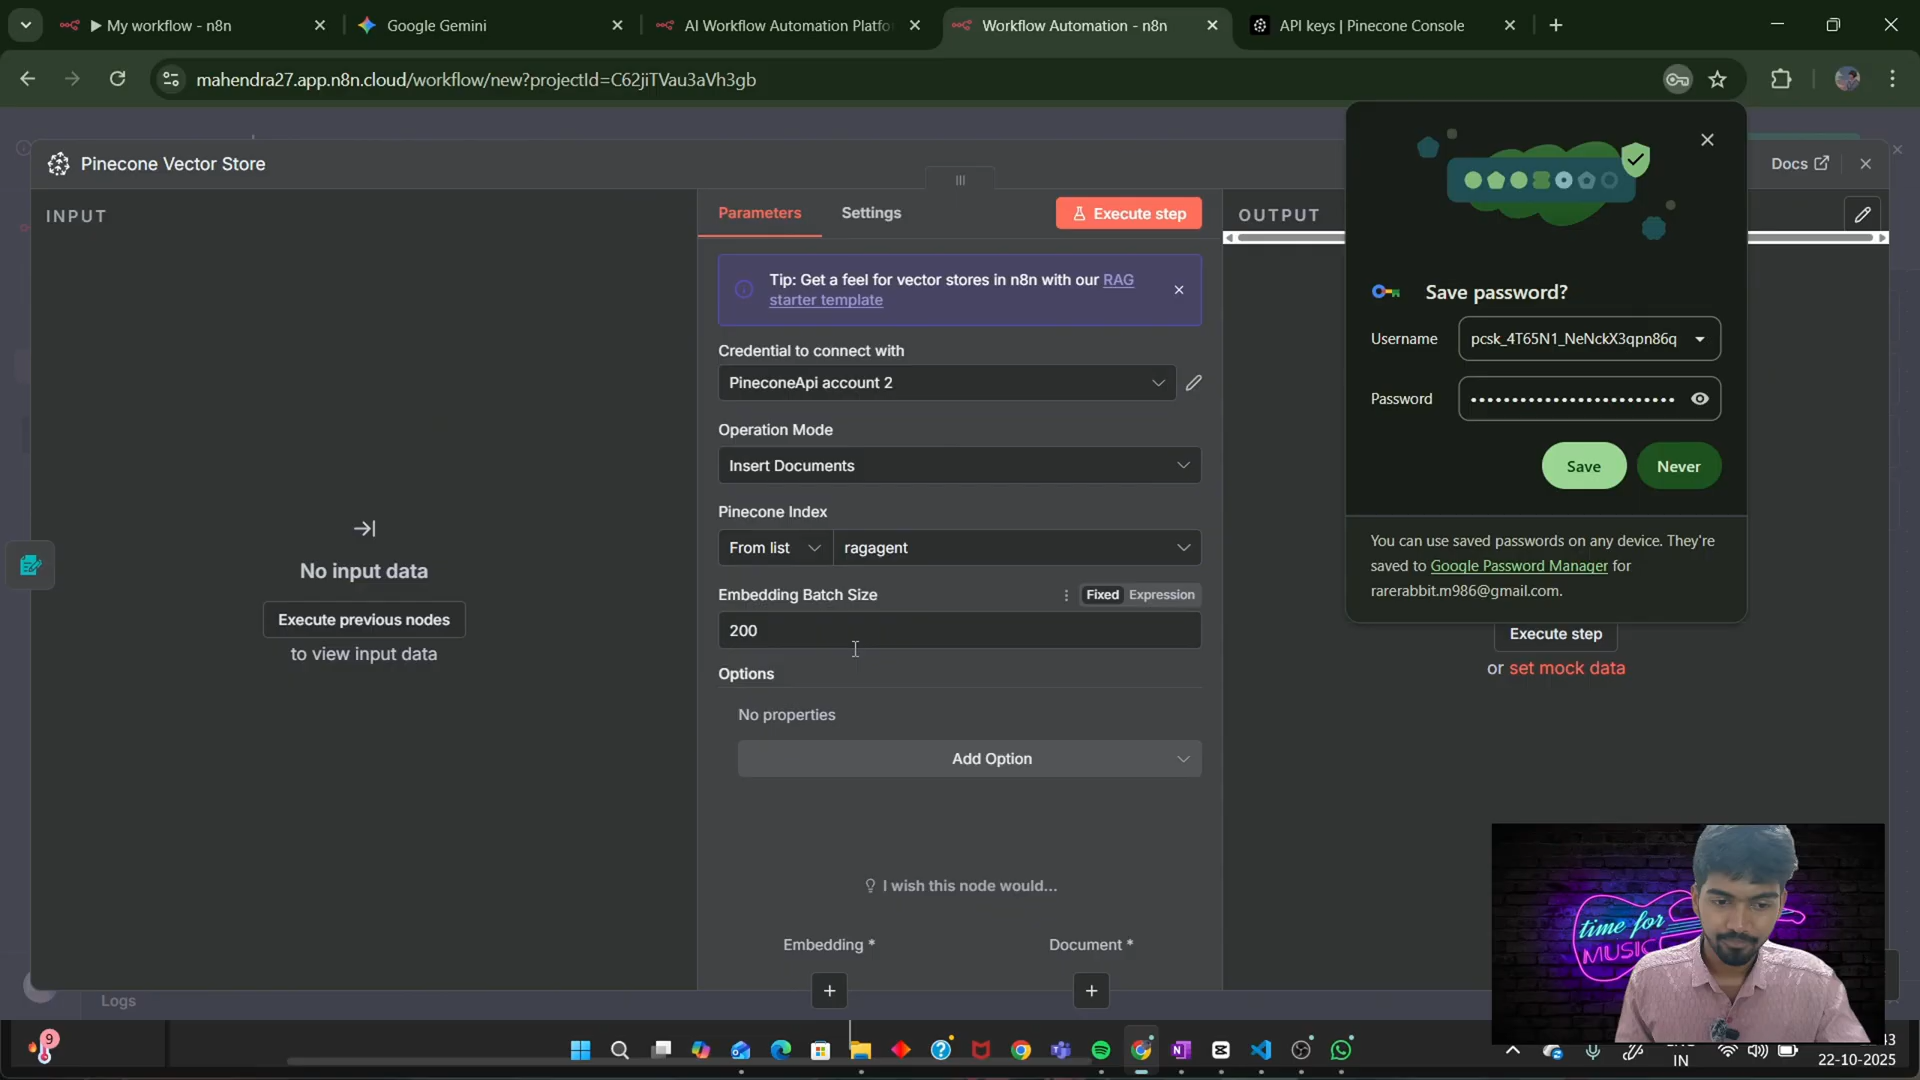 My workflow - n8n
Google Gemini
AI Workflow Automation Platfo
Workflow Automation - n8n
API keys | Pinecone Console
mahendra27.app.n8n.cloud/workflow/new?projectId=C62jiTVau3aVh3gb
Pinecone Vector Store
Docs
INPUT
Parameters
Settings
Execute step
OUTPUT
Tip: Get a feel for vector stores in n8n with our RAG
starter template
Credential to connect with
PineconeApi account 2
Operation Mode
Insert Documents
Pinecone Index
From list
ragagent
Embedding Batch Size
Fixed
Expression
200
Options
No properties
Add Option
I wish this node would...
Embedding *
Document *
No input data
Execute previous nodes
to view input data
Save password?
Username
pcsk_4T65N1_NeNckX3qpn86q
Password
Save
Never
You can use saved passwords on any device. They're
saved to Google Password Manager for
rarerabbit.m986@gmail.com.
Execute step
or set mock data
Logs
time for
MUSIC
9
IN
22-10-2025